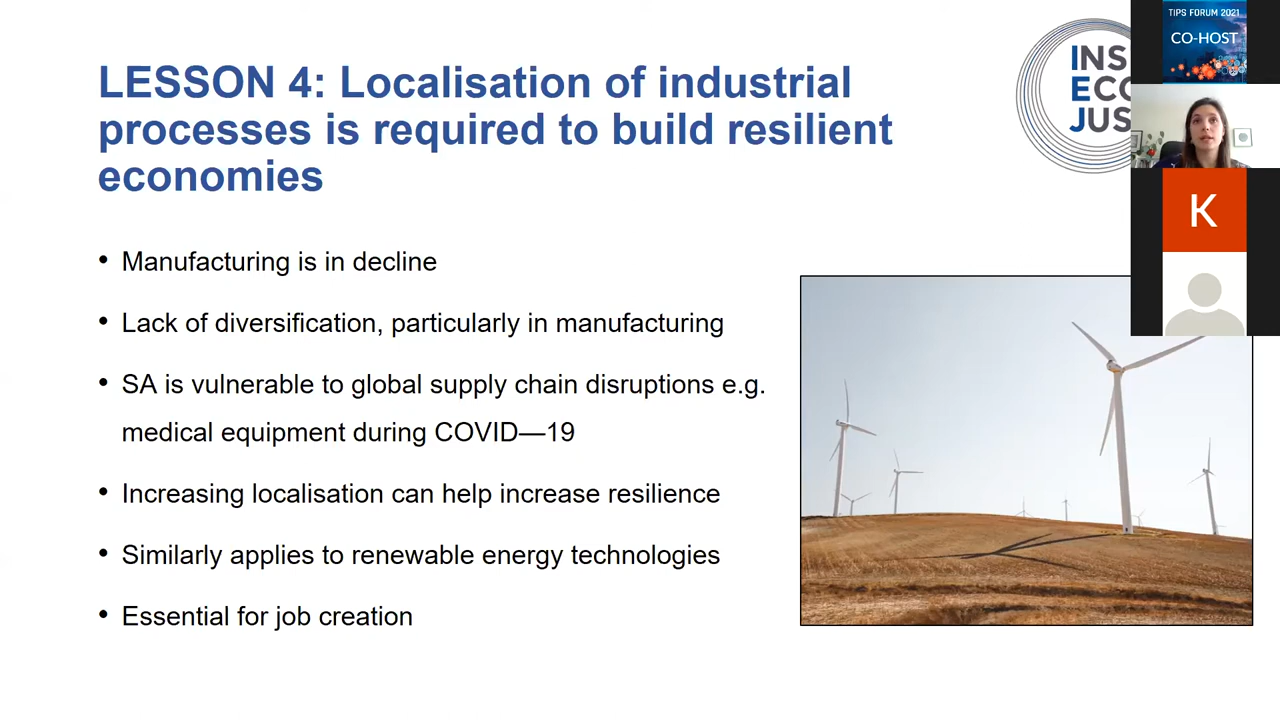 LESSON 4: Localisation of industrial
processes is required to build resilient
economies
• Manufacturing is in decline
• Lack of diversification, particularly in manufacturing
• SA is vulnerable to global supply chain disruptions e.g.
medical equipment during COVID—19
• Increasing localisation can help increase resilience
• Similarly applies to renewable energy technologies
• Essential for job creation
INS
ECO
JUS
TIPS FORUM 2021
CO-HOST
K